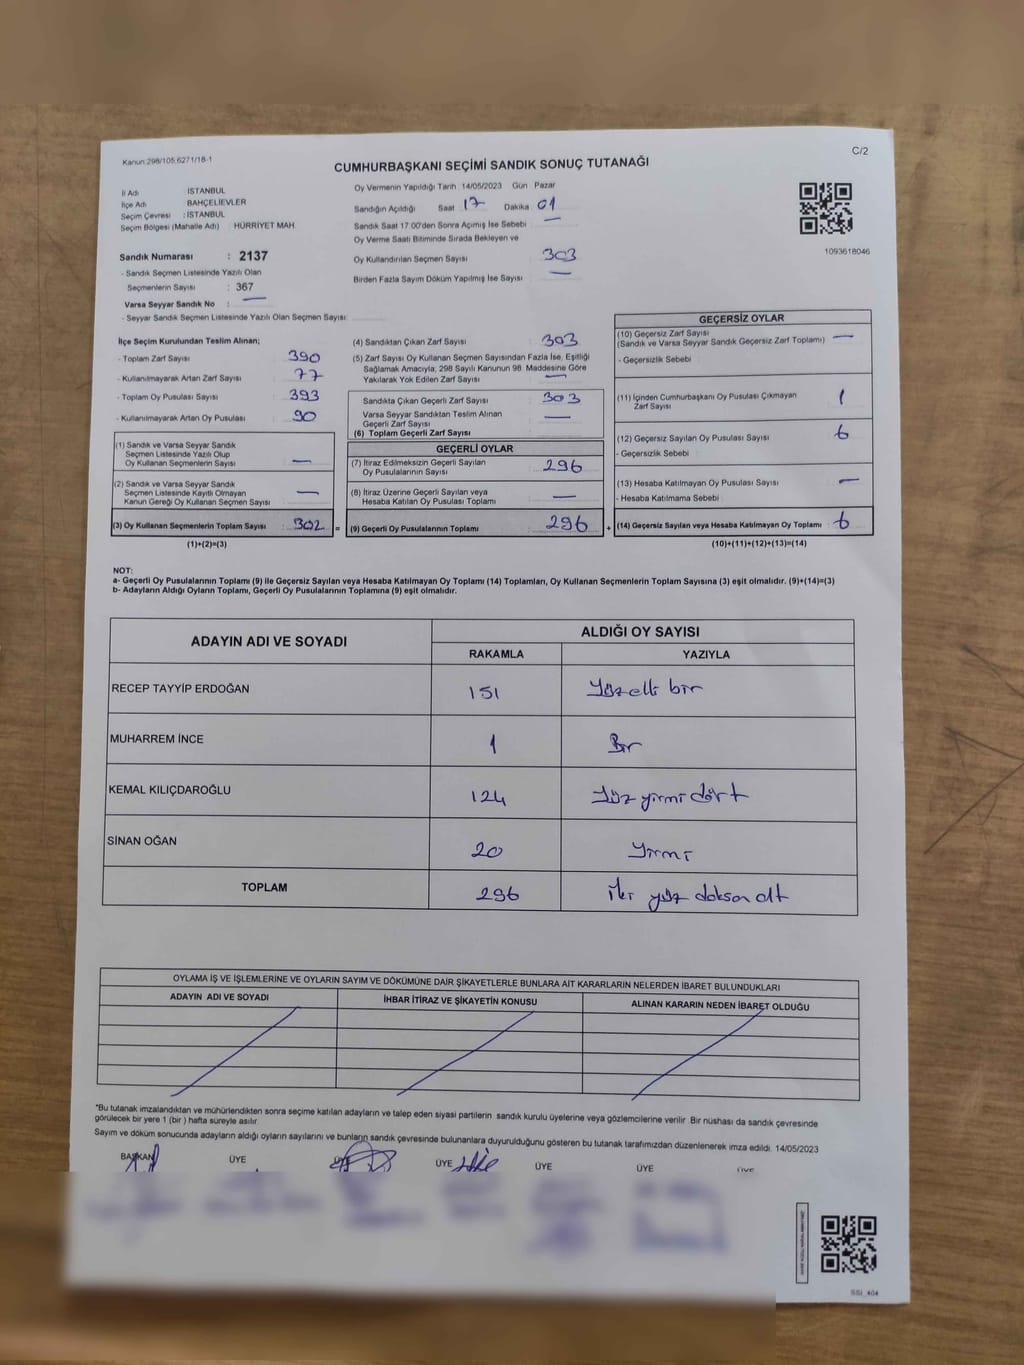 Kanun:298/105,6271/18-1
C/2
CUMHURBAŞKANI SEÇİMİ SANDIK SONUÇ TUTANAĞI
İl Adı İSTANBUL
İlçe Adı BAHÇELİEVLER
Seçim Çevresi : İSTANBUL
Seçim Bölgesi (Mahalle Adı) HÜRRİYET MAH.
Sandık Numarası : 2137
- Sandık Seçmen Listesinde Yazılı Olan
Seçmenlerin Sayısı : 367
Varsa Seyyar Sandık No : —
- Seyyar Sandık Seçmen Listesinde Yazılı Olan Seçmen Sayısı:
Oy Vermenin Yapıldığı Tarih 14/05/2023 Gün Pazar
Sandığın Açıldığı Saat 17 Dakika 01
Sandık Saat 17.00'den Sonra Açımış İse Sebebi —
Oy Verme Saati Bitiminde Sırada Bekleyen ve
Oy Kullandırılan Seçmen Sayısı 303
Birden Fazla Sayım Döküm Yapılmış İse Sayısı —
1093618046
İlçe Seçim Kurulundan Teslim Alınan;
- Toplam Zarf Sayısı 390
- Kullanılmayarak Artan Zarf Sayısı 77
- Toplam Oy Pusulası Sayısı 393
- Kullanılmayarak Artan Oy Pusulası 90
(1) Sandık ve Varsa Seyyar Sandık
Seçmen Listesinde Yazılı Olup
Oy Kullanan Seçmenlerin Sayısı —
(2) Sandık ve Varsa Seyyar Sandık
Seçmen Listesinde Kayıtlı Olmayan
Kanun Gereği Oy Kullanan Seçmen Sayısı —
(3) Oy Kullanan Seçmenlerin Toplam Sayısı : 302 =
(1)+(2)=(3)
(4) Sandıktan Çıkan Zarf Sayısı 303
(5) Zarf Sayısı Oy Kullanan Seçmen Sayısından Fazla İse, Eşitliği
Sağlamak Amacıyla, 298 Sayılı Kanunun 98. Maddesine Göre
Yakılarak Yok Edilen Zarf Sayısı —
Sandıkta Çıkan Geçerli Zarf Sayısı 303
Varsa Seyyar Sandıktan Teslim Alınan
Geçerli Zarf Sayısı —
(6) Toplam Geçerli Zarf Sayısı
GEÇERLİ OYLAR
(7) İtiraz Edilmeksizin Geçerli Sayılan
Oy Pusulalarının Sayısı 296
(8) İtiraz Üzerine Geçerli Sayılan veya
Hesaba Katılan Oy Pusulası Toplamı —
(9) Geçerli Oy Pusulalarının Toplamı 296 +
GEÇERSİZ OYLAR
(10) Geçersiz Zarf Sayısı
(Sandık ve Varsa Seyyar Sandık Geçersiz Zarf Toplamı) —
- Geçersizlik Sebebi
(11) İçinden Cumhurbaşkanı Oy Pusulası Çıkmayan
Zarf Sayısı 1
(12) Geçersiz Sayılan Oy Pusulası Sayısı 6
- Geçersizlik Sebebi :
(13) Hesaba Katılmayan Oy Pusulası Sayısı —
- Hesaba Katılmama Sebebi
(14) Geçersiz Sayılan veya Hesaba Katılmayan Oy Toplamı : 6
(10)+(11)+(12)+(13)=(14)
NOT:
a- Geçerli Oy Pusulalarının Toplamı (9) ile Geçersiz Sayılan veya Hesaba Katılmayan Oy Toplamı (14) Toplamları, Oy Kullanan Seçmenlerin Toplam Sayısına (3) eşit olmalıdır. (9)+(14)=(3)
b- Adayların Aldığı Oyların Toplamı, Geçerli Oy Pusulalarının Toplamına (9) eşit olmalıdır.
ADAYIN ADI VE SOYADI ALDIĞI OY SAYISI
RAKAMLA YAZIYLA
RECEP TAYYİP ERDOĞAN 151 Yüzelli bir
MUHARREM İNCE 1 Bir
KEMAL KILIÇDAROĞLU 124 Yüz yirmi dört
SİNAN OĞAN 20 Yirmi
TOPLAM 296 İki yüz doksan altı
OYLAMA İŞ VE İŞLEMLERİNE VE OYLARIN SAYIM VE DÖKÜMÜNE DAİR ŞİKAYETLERLE BUNLARA AİT KARARLARIN NELERDEN İBARET BULUNDUKLARI
ADAYIN ADI VE SOYADI İHBAR İTİRAZ VE ŞİKAYETİN KONUSU ALINAN KARARIN NEDEN İBARET OLDUĞU
*Bu tutanak imzalandıktan ve mühürlendikten sonra seçime katılan adayların ve talep eden siyasi partilerin sandık kurulu üyelerine veya gözlemcilerine verilir. Bir nüshası da sandık çevresinde
görülecek bir yere 1 (bir) hafta süreyle asılır.
Sayım ve döküm sonucunda adayların aldığı oyların sayılarını ve bunların sandık çevresinde bulunanlara duyurulduğunu gösteren bu tutanak tarafımızdan düzenlenerek imza edildi. 14/05/2023
BAŞKAN ÜYE ÜYE ÜYE ÜYE ÜYE ÜYE
SSI_404